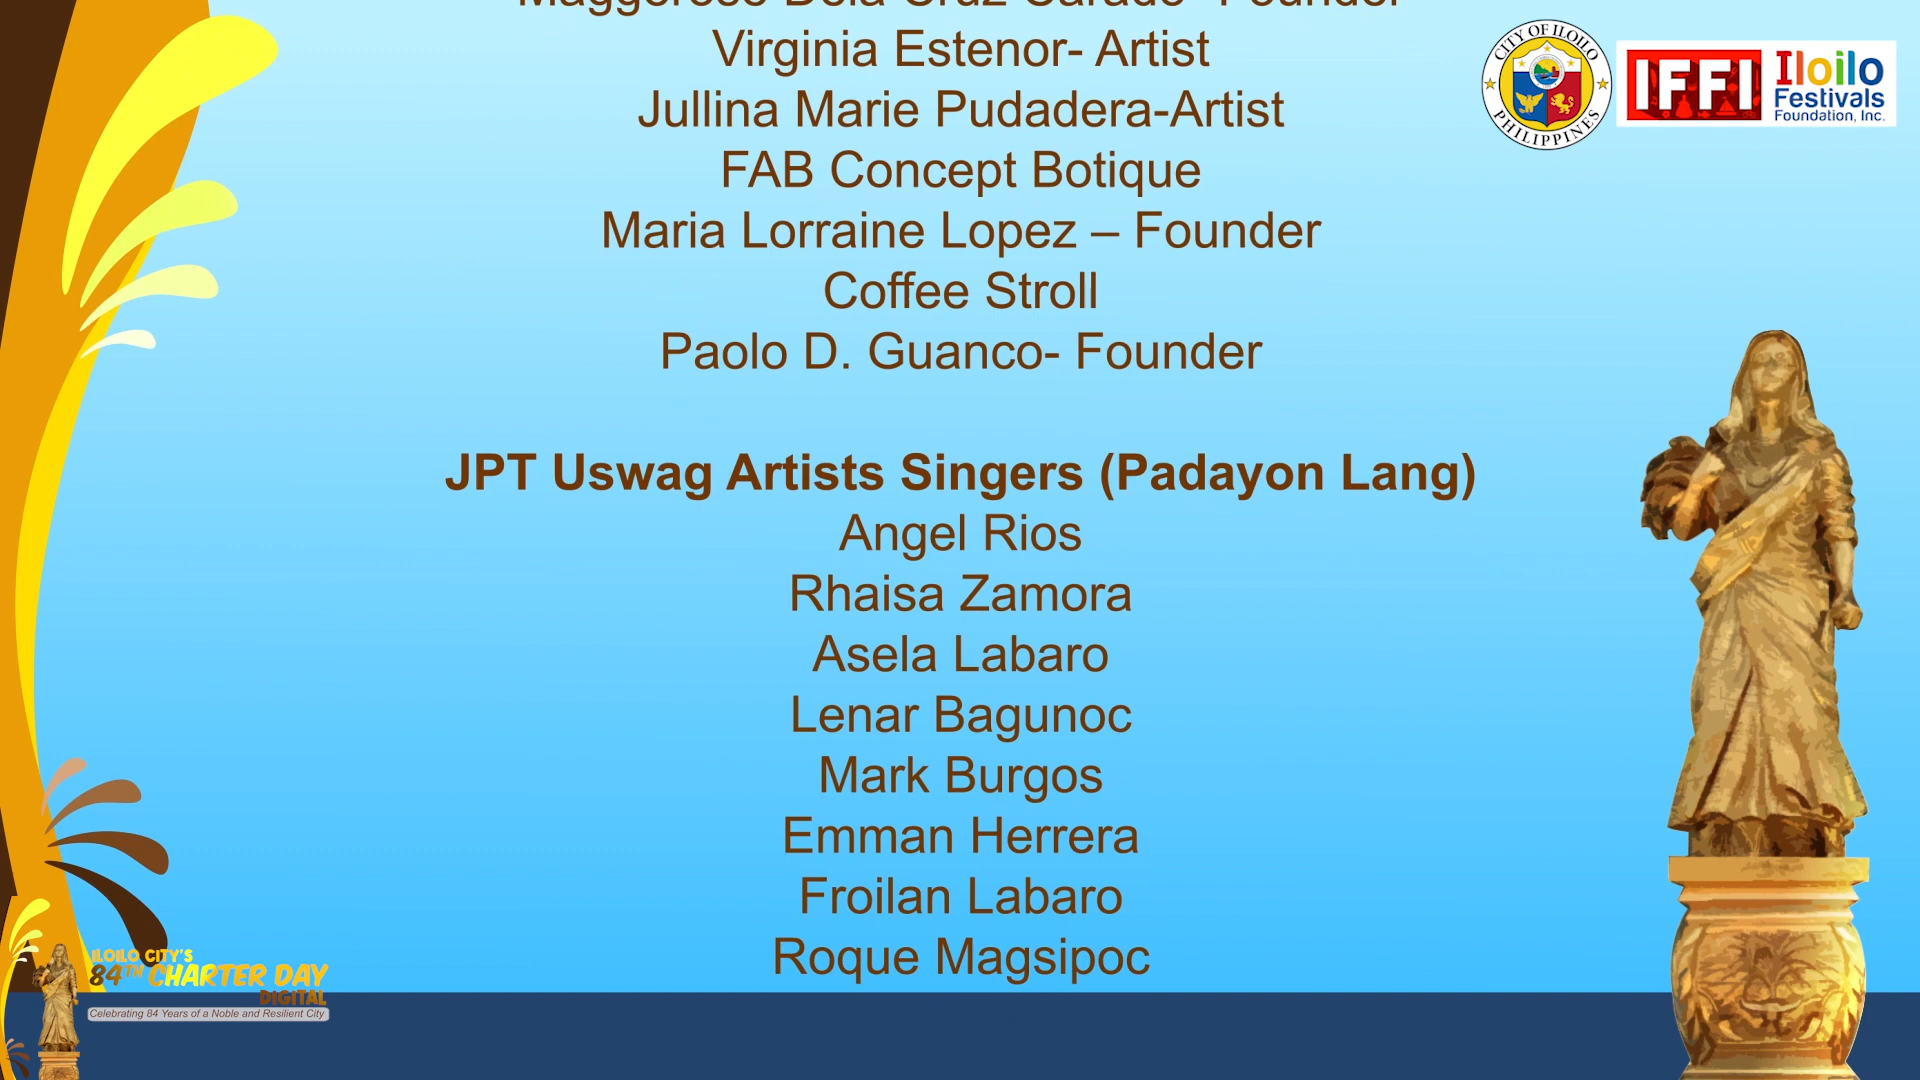 Virginia Estenor- Artist
Jullina Marie Pudadera-Artist
FAB Concept Botique
Maria Lorraine Lopez – Founder
Coffee Stroll
Paolo D. Guanco- Founder
JPT Uswag Artists Singers (Padayon Lang)
Angel Rios
Rhaisa Zamora
Asela Labaro
Lenar Bagunoc
Mark Burgos
Emman Herrera
Froilan Labaro
Roque Magsipoc
CITY OF ILOILO
PHILIPPINES
IFFI
Iloilo
Festivals
Foundation, Inc.
ILOILO CITY'S
84TH CHARTER DAY
DIGITAL
Celebrating 84 Years of a Noble and Resilient City